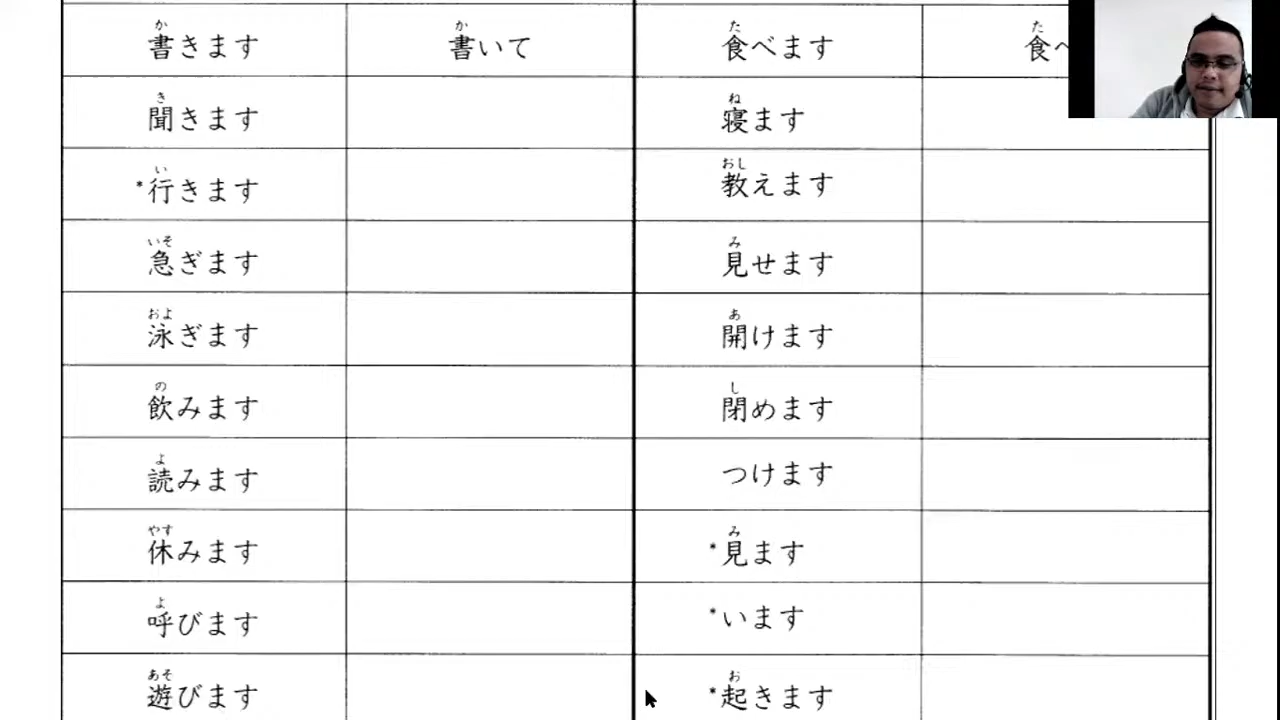 書きます 書いて 食べます 食べ
聞きます 寝ます
*行きます 教えます
急ぎます 見せます
泳ぎます 開けます
飲みます 閉めます
読みます つけます
休みます *見ます
呼びます *います
遊びます *起きます